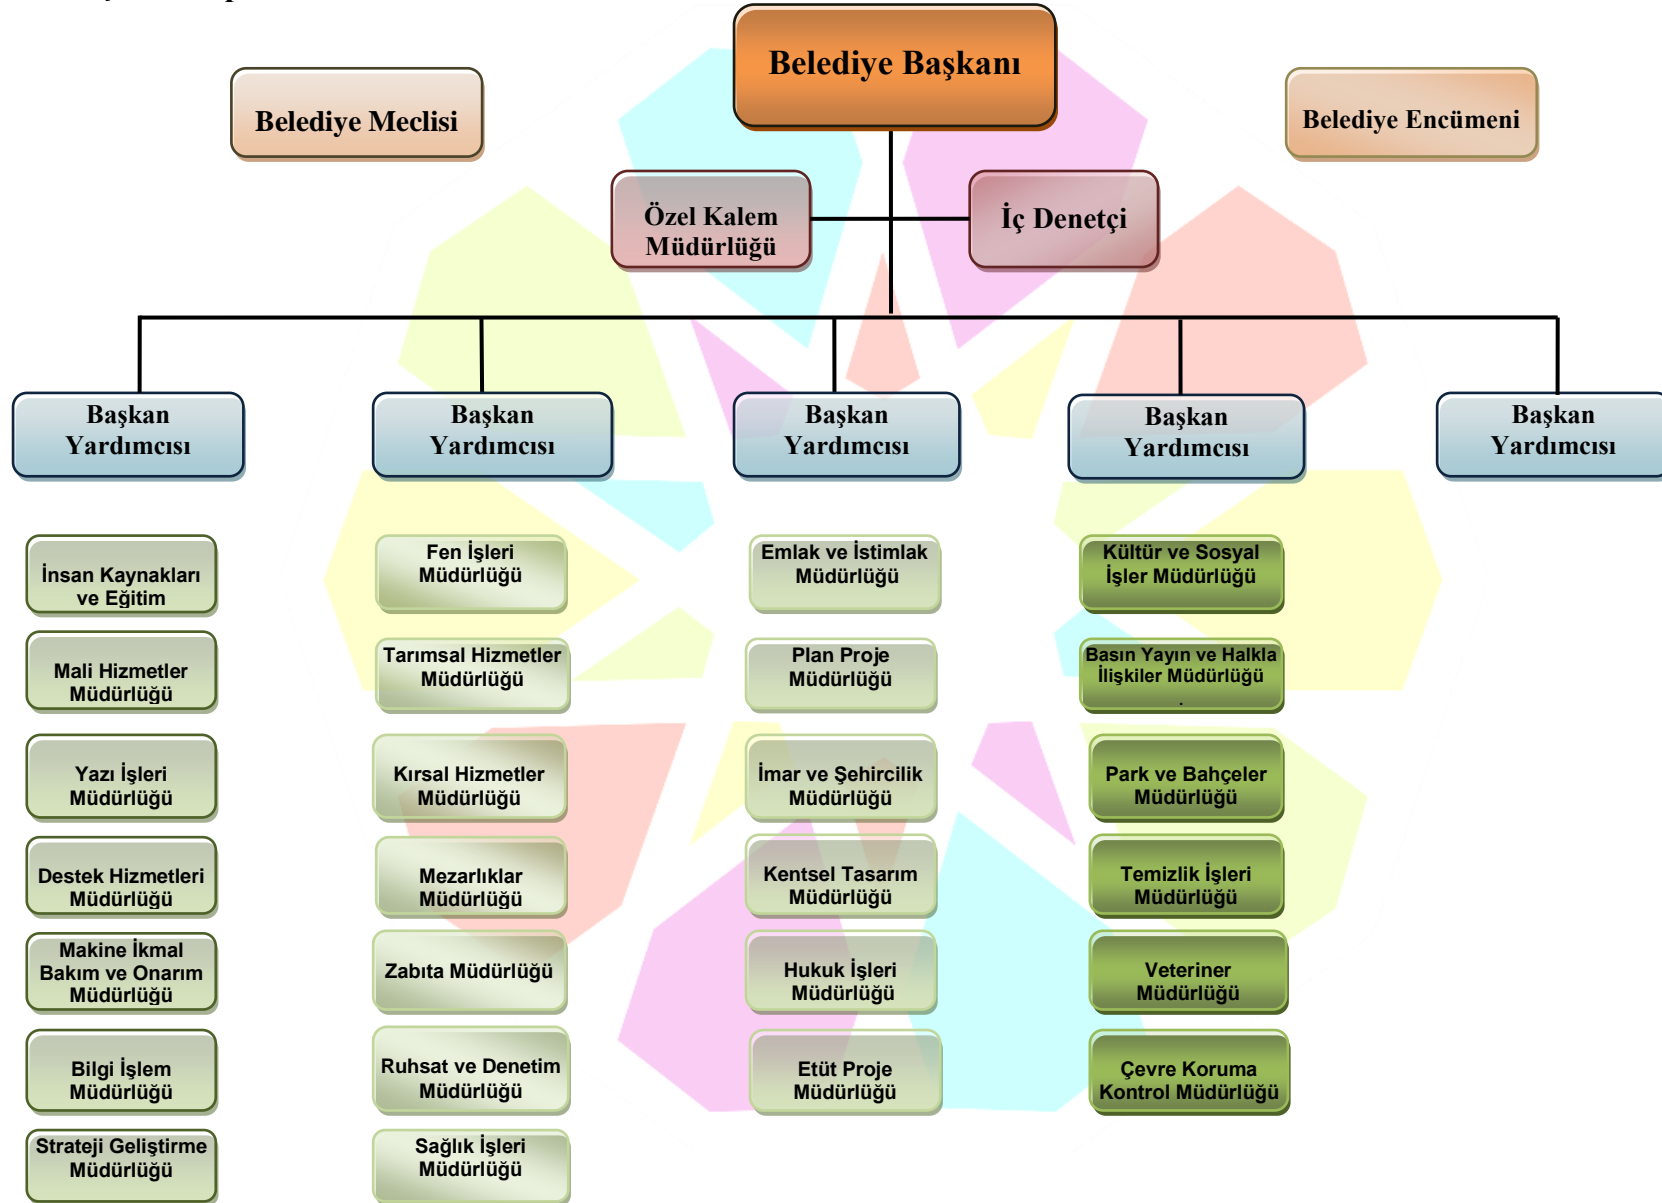 Belediye Başkanı
Belediye Meclisi
Belediye Encümeni
Özel Kalem
Müdürlüğü
İç Denetçi
Başkan
Yardımcısı
Başkan
Yardımcısı
Başkan
Yardımcısı
Başkan
Yardımcısı
Başkan
Yardımcısı
İnsan Kaynakları
ve Eğitim
Mali Hizmetler
Müdürlüğü
Yazı İşleri
Müdürlüğü
Destek Hizmetleri
Müdürlüğü
Makine İkmal
Bakım ve Onarım
Müdürlüğü
Bilgi İşlem
Müdürlüğü
Strateji Geliştirme
Müdürlüğü
Fen İşleri
Müdürlüğü
Tarımsal Hizmetler
Müdürlüğü
Kırsal Hizmetler
Müdürlüğü
Mezarlıklar
Müdürlüğü
Zabıta Müdürlüğü
Ruhsat ve Denetim
Müdürlüğü
Sağlık İşleri
Müdürlüğü
Emlak ve İstimlak
Müdürlüğü
Plan Proje
Müdürlüğü
İmar ve Şehircilik
Müdürlüğü
Kentsel Tasarım
Müdürlüğü
Hukuk İşleri
Müdürlüğü
Etüt Proje
Müdürlüğü
Kültür ve Sosyal
İşler Müdürlüğü
Basın Yayın ve Halkla
İlişkiler Müdürlüğü
.
Park ve Bahçeler
Müdürlüğü
Temizlik İşleri
Müdürlüğü
Veteriner
Müdürlüğü
Çevre Koruma
Kontrol Müdürlüğü